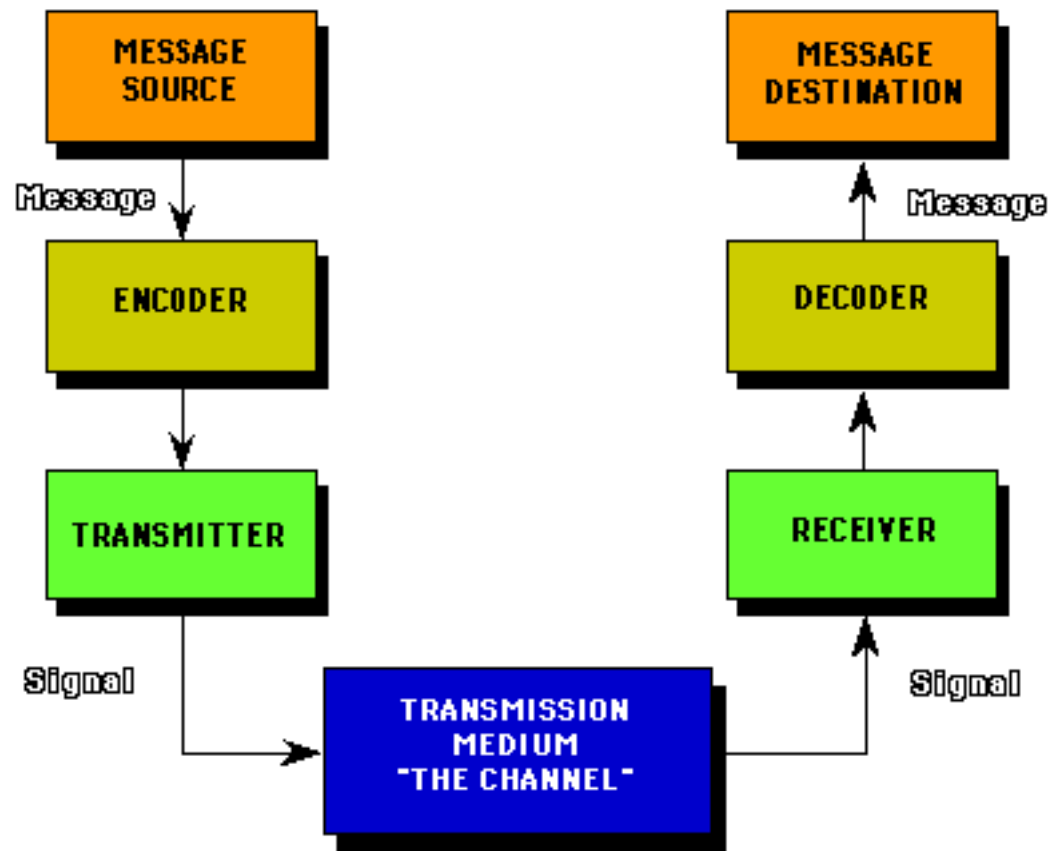 MESSAGE
SOURCE
Message
ENCODER
TRANSMITTER
Signal
TRANSMISSION
MEDIUM
"THE CHANNEL"
Signal
RECEIVER
DECODER
Message
MESSAGE
DESTINATION